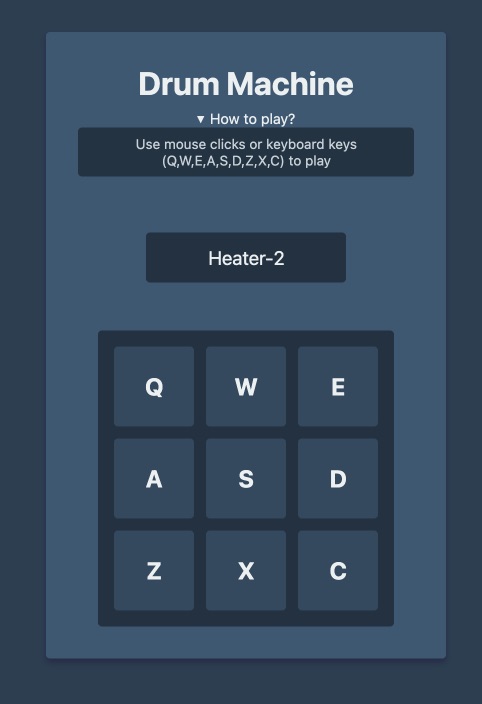 Drum Machine
▼ How to play?
Use mouse clicks or keyboard keys
(Q,W,E,A,S,D,Z,X,C) to play
Heater-2
Q W E
A S D
Z X C